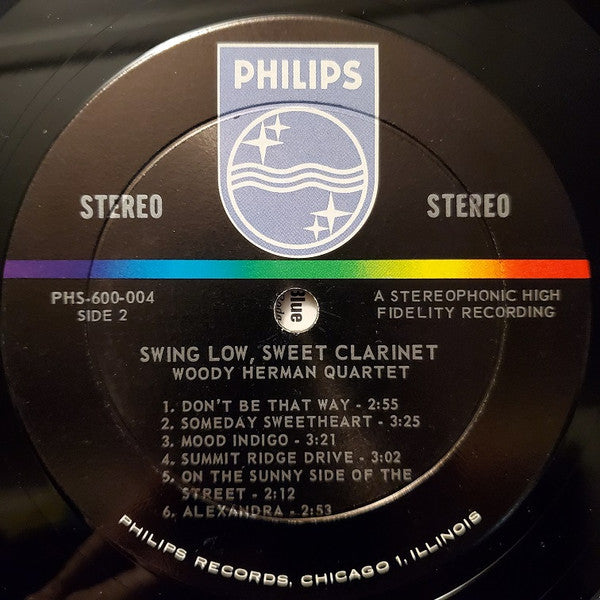 PHILIPS
STEREO
STEREO
PHS-600-004
SIDE 2
A STEREOPHONIC HIGH
FIDELITY RECORDING
Blue
SWING LOW, SWEET CLARINET
WOODY HERMAN QUARTET
1. DON'T BE THAT WAY - 2:55
2. SOMEDAY SWEETHEART - 3:25
3. MOOD INDIGO - 3:21
4. SUMMIT RIDGE DRIVE - 3:02
5. ON THE SUNNY SIDE OF THE
STREET - 2:12
6. ALEXANDRA - 2:53
PHILIPS RECORDS, CHICAGO 1, ILLINOIS